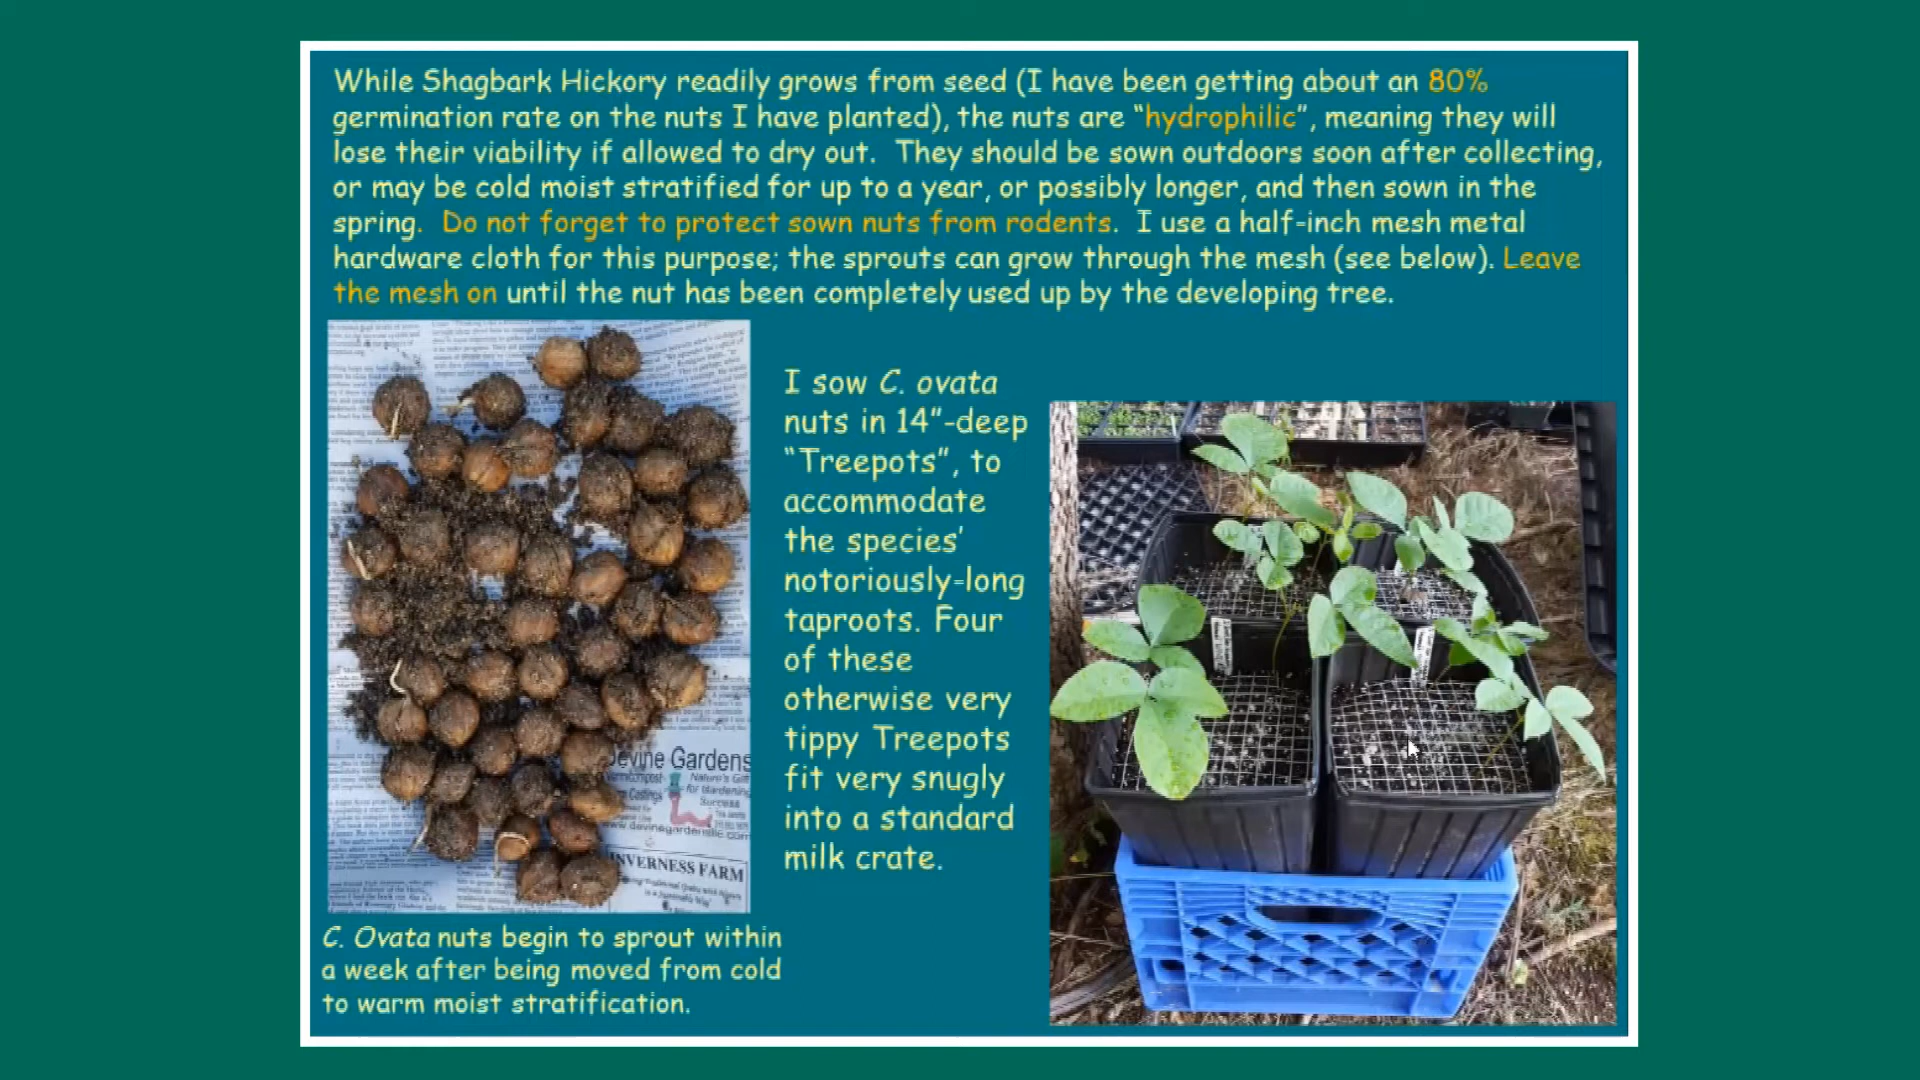 While Shagbark Hickory readily grows from seed (I have been getting about an 80%
germination rate on the nuts I have planted), the nuts are “hydrophilic”, meaning they will
lose their viability if allowed to dry out. They should be sown outdoors soon after collecting,
or may be cold moist stratified for up to a year, or possibly longer, and then sown in the
spring. Do not forget to protect sown nuts from rodents. I use a half-inch mesh metal
hardware cloth for this purpose; the sprouts can grow through the mesh (see below). Leave
the mesh on until the nut has been completely used up by the developing tree.
I sow C. ovata
nuts in 14”-deep
“Treepots”, to
accommodate
the species’
notoriously-long
taproots. Four
of these
otherwise very
tippy Treepots
fit very snugly
into a standard
milk crate.
Devine Gardens
Nature's Gift
for Gardening
Castings
Success
www.devinegardens
INVERNESS FARM
C. Ovata nuts begin to sprout within
a week after being moved from cold
to warm moist stratification.